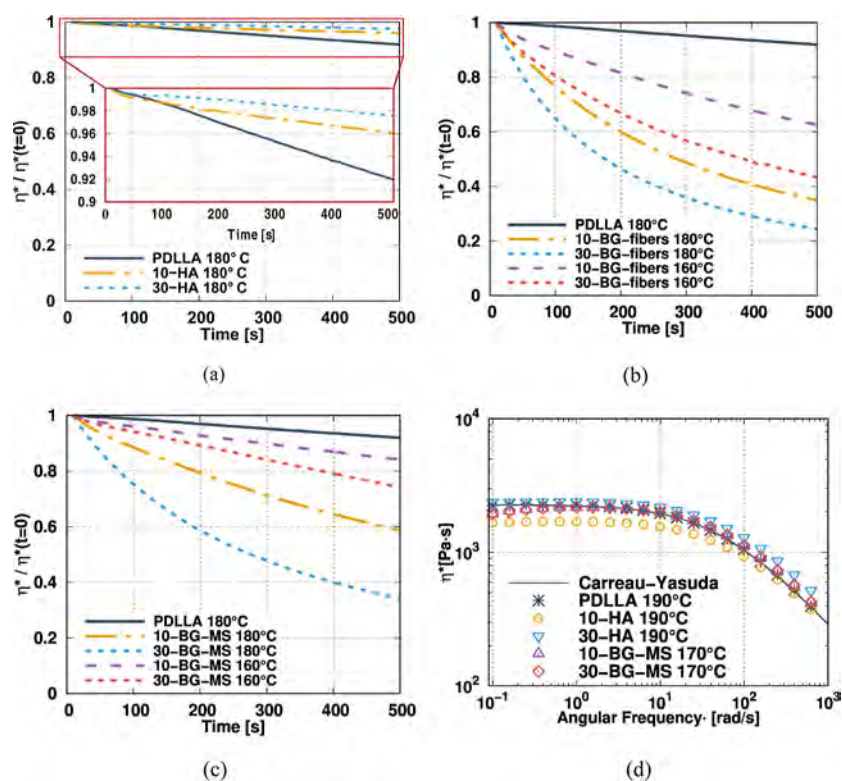 1
0.8
0.6
0.4
0.2
0
η* / η*(t=0)
1
0.98
0.96
0.94
0.92
0.9
0 100 200 300 400 500
Time [s]
PDLLA 180°C
10-HA 180°C
30-HA 180°C
0 100 200 300 400 500
Time [s]
(a)
1
0.8
0.6
0.4
0.2
0
η* / η*(t=0)
PDLLA 180°C
10-BG-fibers 180°C
30-BG-fibers 180°C
10-BG-fibers 160°C
30-BG-fibers 160°C
0 100 200 300 400 500
Time [s]
(b)
1
0.8
0.6
0.4
0.2
0
η* / η*(t=0)
PDLLA 180°C
10-BG-MS 180°C
30-BG-MS 180°C
10-BG-MS 160°C
30-BG-MS 160°C
0 100 200 300 400 500
Time [s]
(c)
10⁴
10³
10²
η*[Pa·s]
Carreau-Yasuda
PDLLA 190°C
10-HA 190°C
30-HA 190°C
10-BG-MS 170°C
30-BG-MS 170°C
10⁻¹ 10⁰ 10¹ 10² 10³
Angular Frequency· [rad/s]
(d)